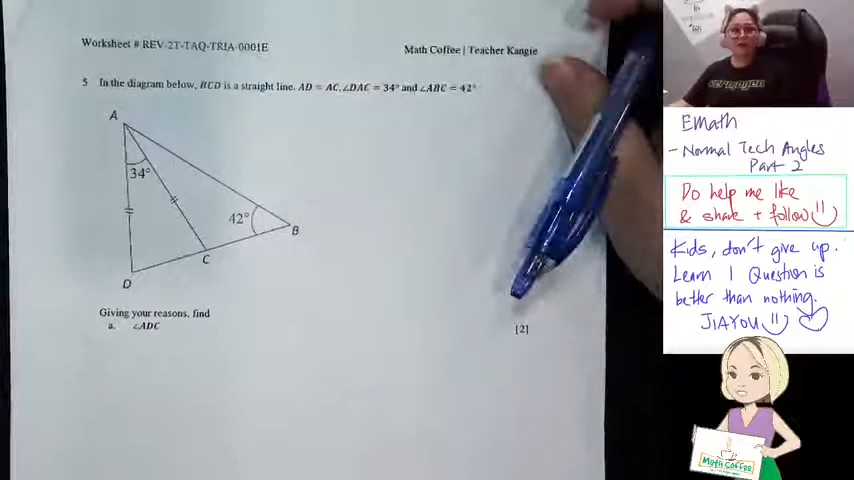 Worksheet # REV-2T-TAQ-TRIA-0001E
Math Coffee | Teacher Kangie
5 In the diagram below, BCD is a straight line. AD = AC, ∠DAC = 34° and ∠ABC = 42°
A
34°
42°
B
C
D
Giving your reasons, find
a. ∠ADC
[2]
EMath
- Normal Tech Angles
Part 2
Do help me like
& share + follow
Kids, don't give up.
Learn 1 Question is
better than nothing.
JIAYOU
Math Coffee